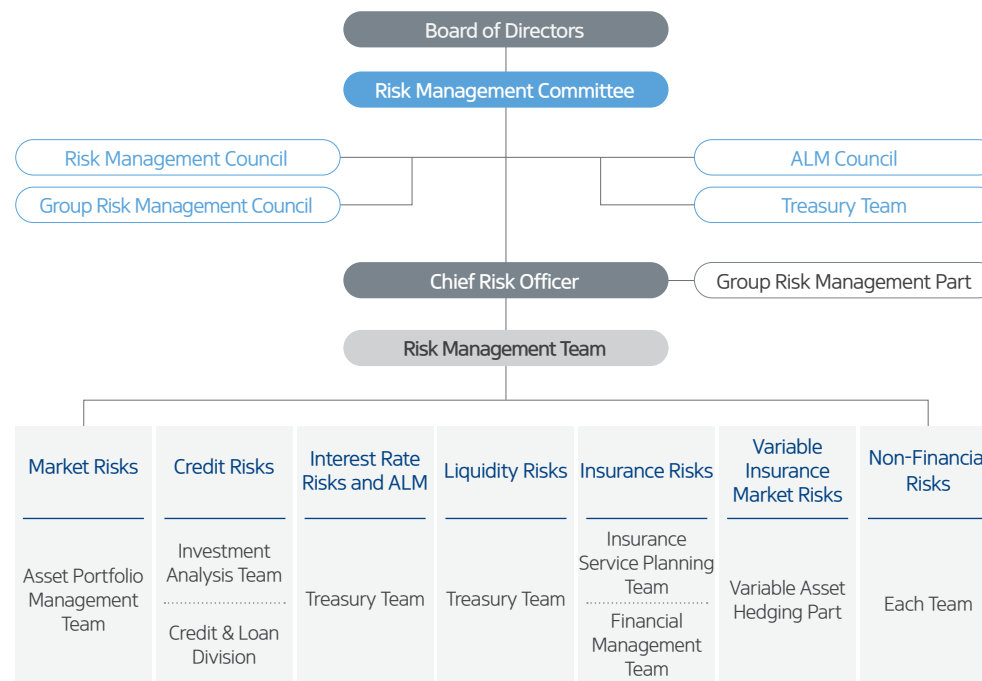 Board of Directors
Risk Management Committee
Risk Management Council
ALM Council
Group Risk Management Council
Treasury Team
Chief Risk Officer
Group Risk Management Part
Risk Management Team
Market Risks
Credit Risks
Interest Rate
Risks and ALM
Liquidity Risks
Insurance Risks
Variable
Insurance
Market Risks
Non-Financia
Risks
Asset Portfolio
Management
Team
Investment
Analysis Team
Credit & Loan
Division
Treasury Team
Treasury Team
Insurance
Service Planning
Team
Financial
Management
Team
Variable Asset
Hedging Part
Each Team